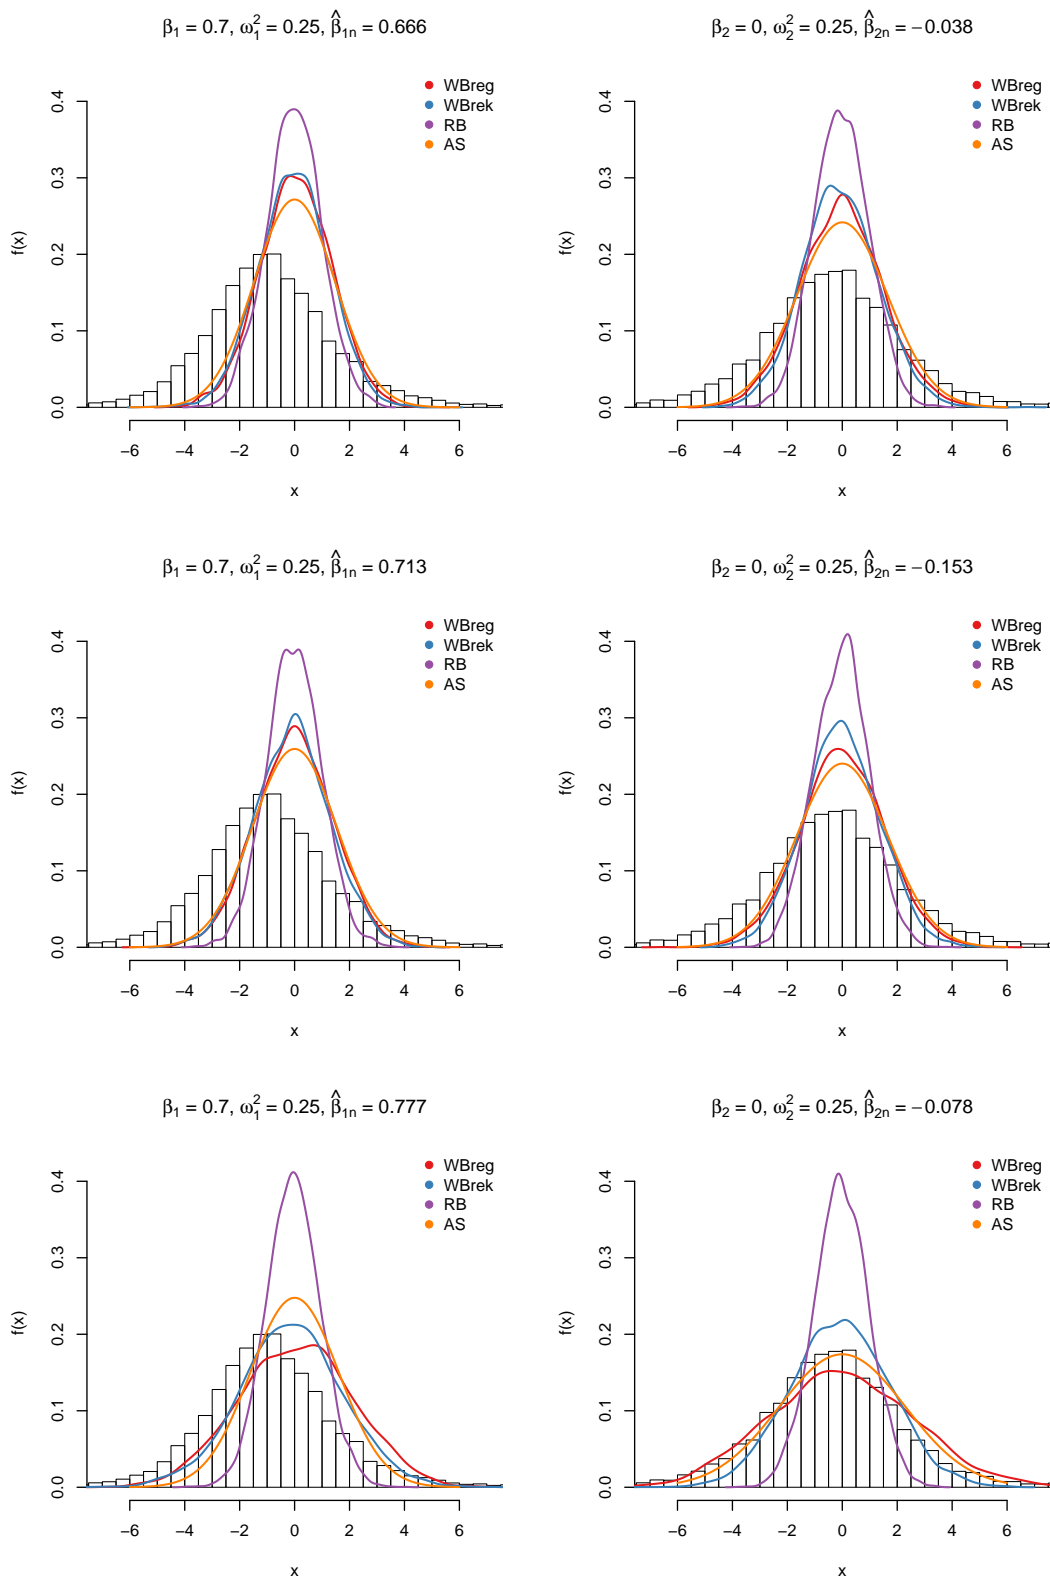 β₁ = 0.7, ω₁² = 0.25, β̂₁ₙ = 0.666
WBreg
WBrek
RB
AS
f(x)
0.0 0.1 0.2 0.3 0.4
−6 −4 −2 0 2 4 6
x
β₂ = 0, ω₂² = 0.25, β̂₂ₙ = −0.038
WBreg
WBrek
RB
AS
f(x)
0.0 0.1 0.2 0.3 0.4
−6 −4 −2 0 2 4 6
x
β₁ = 0.7, ω₁² = 0.25, β̂₁ₙ = 0.713
WBreg
WBrek
RB
AS
f(x)
0.0 0.1 0.2 0.3 0.4
−6 −4 −2 0 2 4 6
x
β₂ = 0, ω₂² = 0.25, β̂₂ₙ = −0.153
WBreg
WBrek
RB
AS
f(x)
0.0 0.1 0.2 0.3 0.4
−6 −4 −2 0 2 4 6
x
β₁ = 0.7, ω₁² = 0.25, β̂₁ₙ = 0.777
WBreg
WBrek
RB
AS
f(x)
0.0 0.1 0.2 0.3 0.4
−6 −4 −2 0 2 4 6
x
β₂ = 0, ω₂² = 0.25, β̂₂ₙ = −0.078
WBreg
WBrek
RB
AS
f(x)
0.0 0.1 0.2 0.3 0.4
−6 −4 −2 0 2 4 6
x